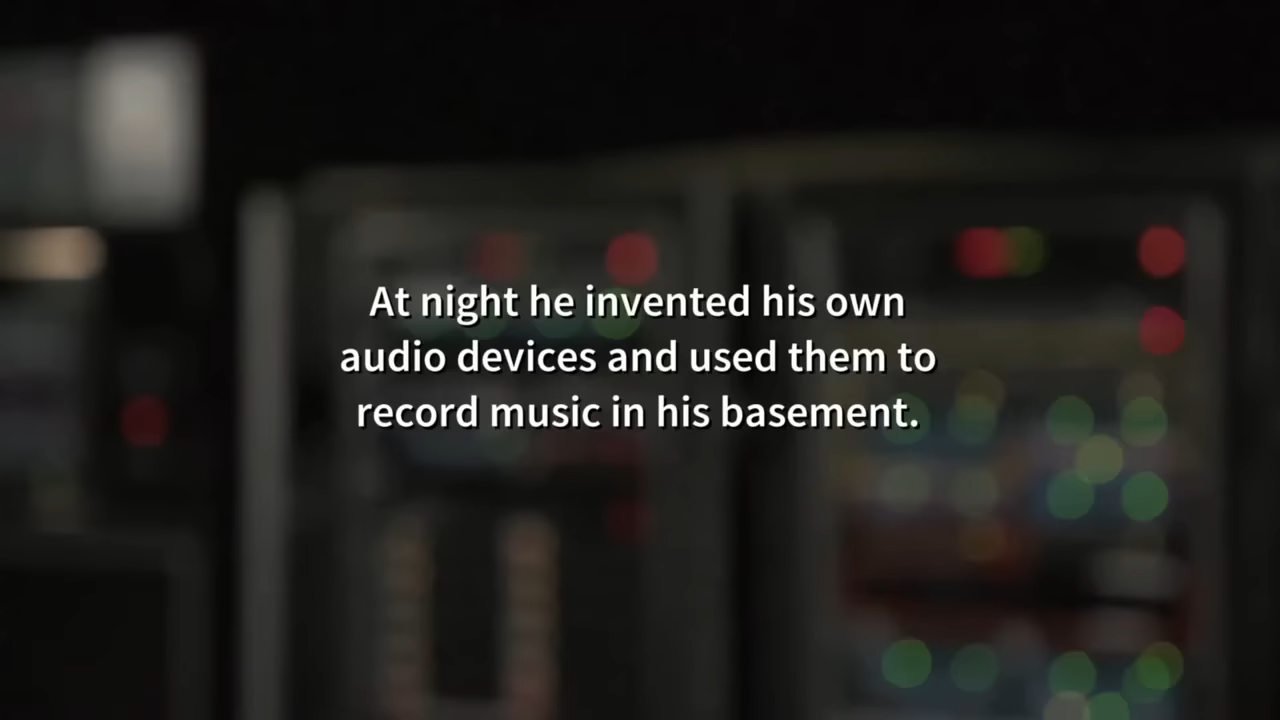 At night he invented his own
audio devices and used them to
record music in his basement.